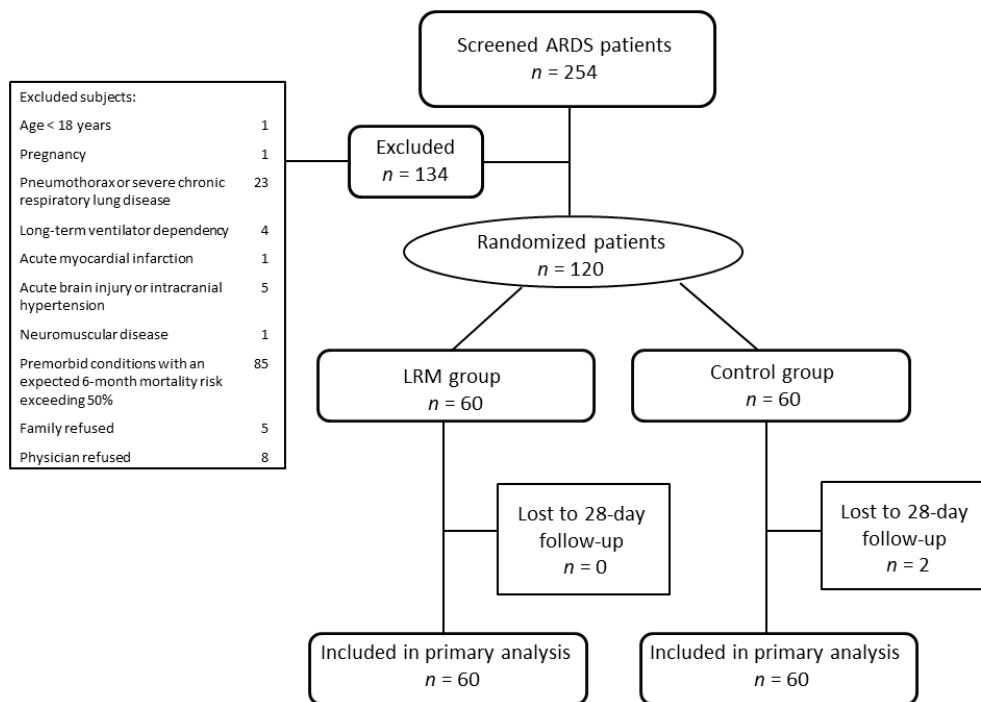 Screened ARDS patients
n = 254
Excluded subjects:
Age < 18 years 1
Pregnancy 1
Pneumothorax or severe chronic 23
respiratory lung disease
Long-term ventilator dependency 4
Acute myocardial infarction 1
Acute brain injury or intracranial 5
hypertension
Neuromuscular disease 1
Premorbid conditions with an 85
expected 6-month mortality risk
exceeding 50%
Family refused 5
Physician refused 8
Excluded
n = 134
Randomized patients
n = 120
LRM group
n = 60
Control group
n = 60
Lost to 28-day
follow-up
n = 0
Lost to 28-day
follow-up
n = 2
Included in primary analysis
n = 60
Included in primary analysis
n = 60